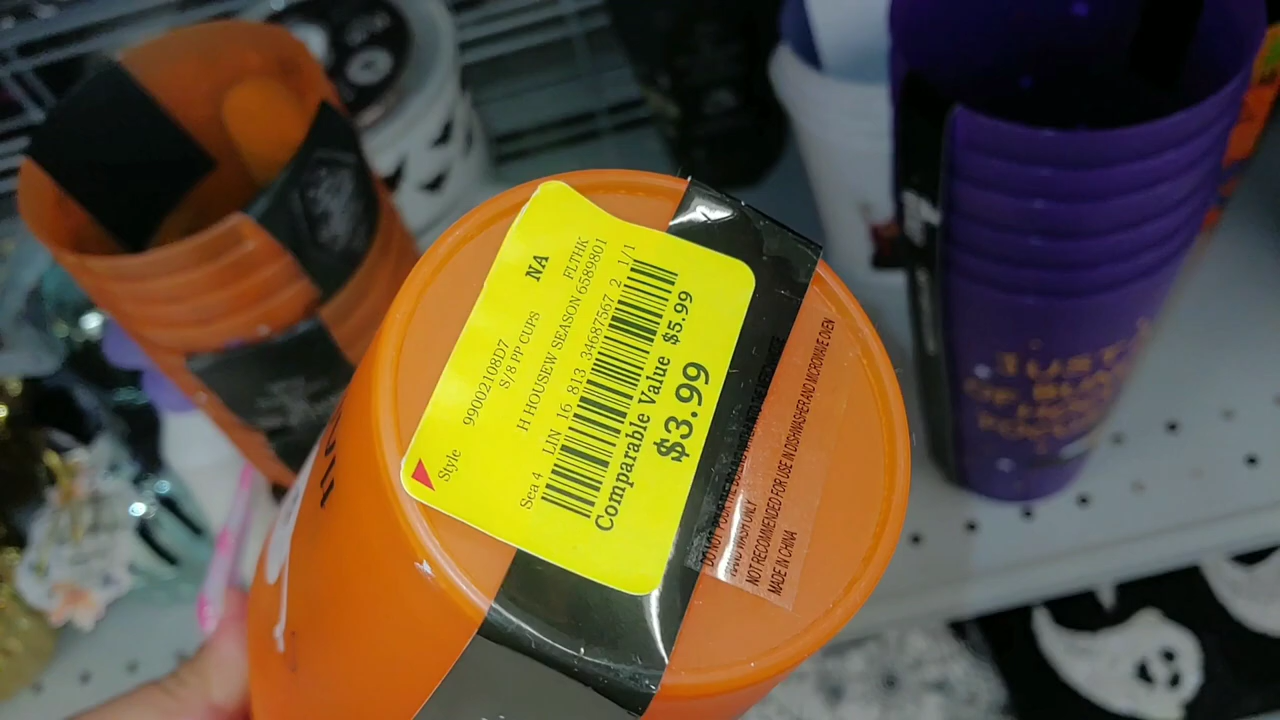 NA
Style
99002108D7
S/8 PP CUPS
H HOUSEW SEASON 6589801
FLTHK
Sea 4 LIN 16 813 34687567 2 1/1
Comparable Value $5.99
$3.99
HAND WASH ONLY
NOT RECOMMENDED FOR USE IN DISHWASHER AND MICROWAVE OVEN
MADE IN CHINA
JUST